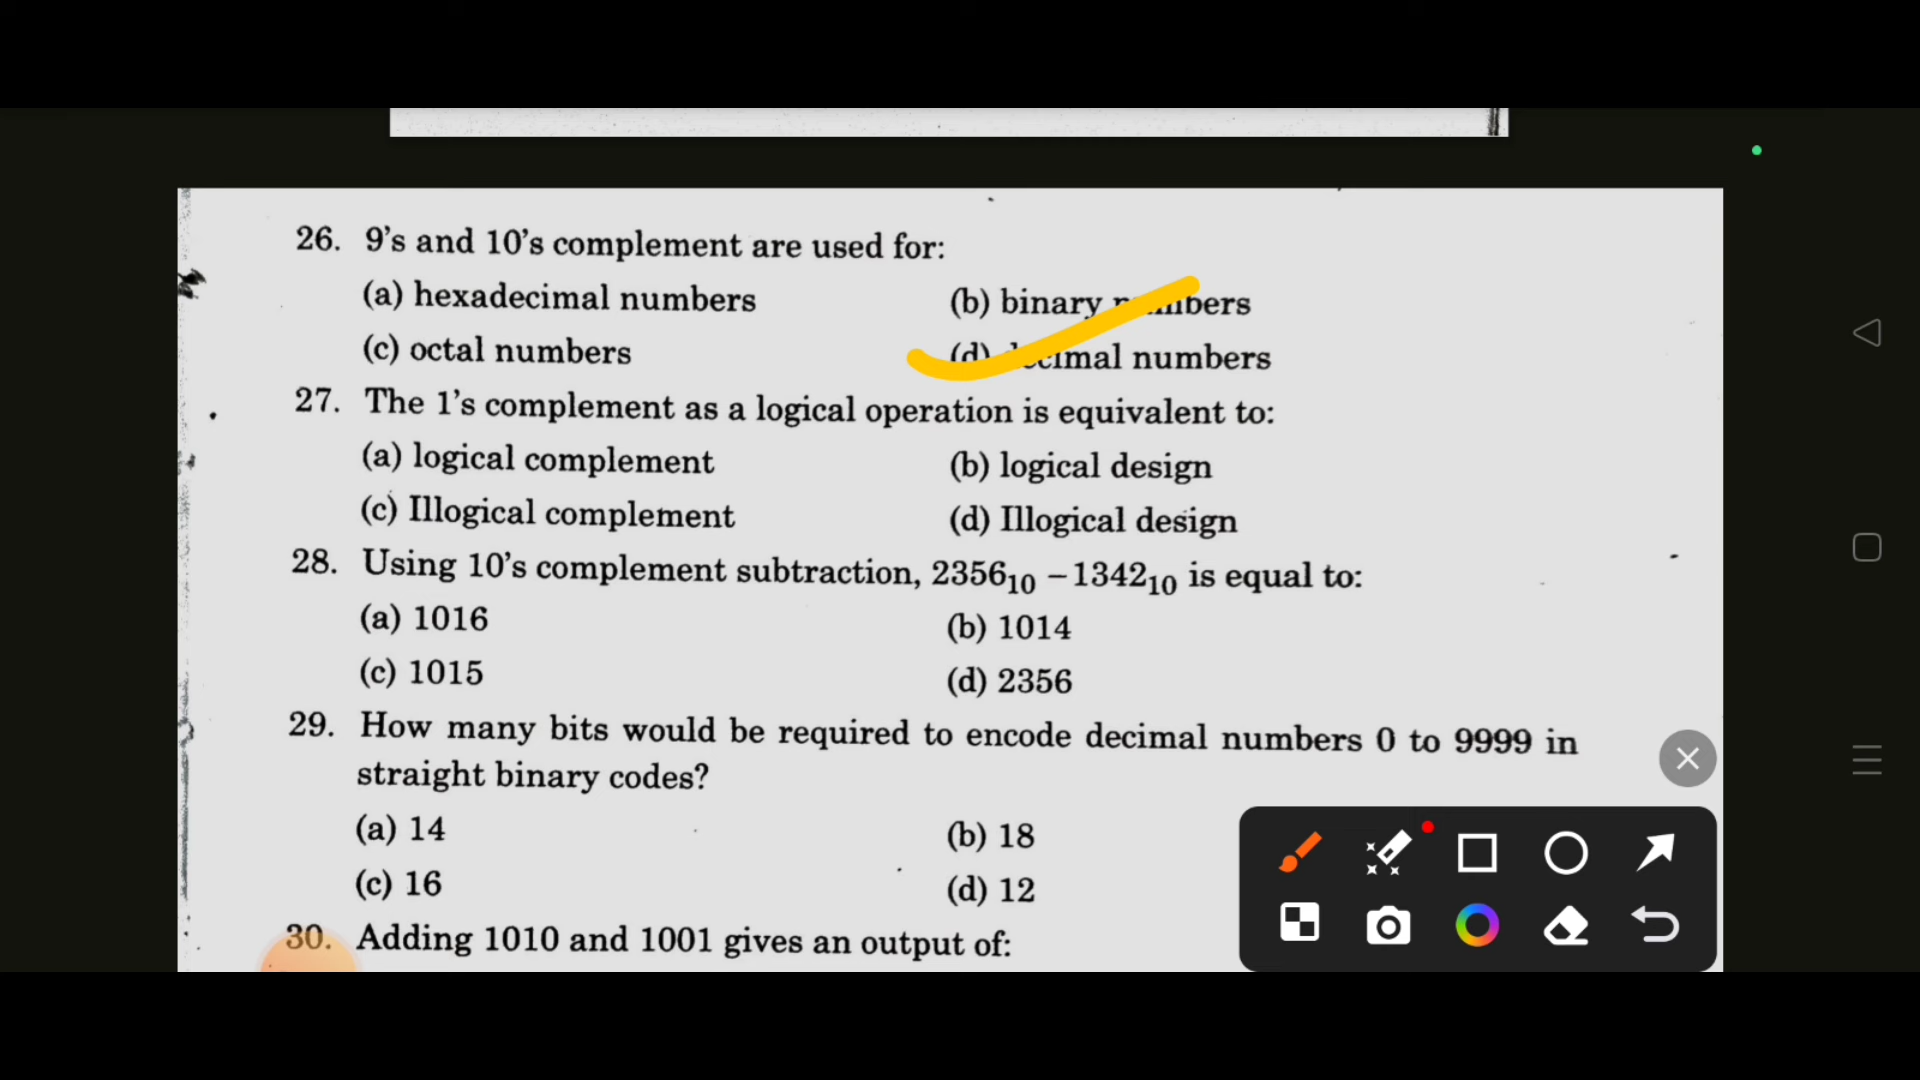 26. 9's and 10's complement are used for:
(a) hexadecimal numbers (b) binary numbers
(c) octal numbers (d) decimal numbers
27. The 1's complement as a logical operation is equivalent to:
(a) logical complement (b) logical design
(c) Illogical complement (d) Illogical design
28. Using 10's complement subtraction, 2356₁₀ – 1342₁₀ is equal to:
(a) 1016 (b) 1014
(c) 1015 (d) 2356
29. How many bits would be required to encode decimal numbers 0 to 9999 in
straight binary codes?
(a) 14 (b) 18
(c) 16 (d) 12
30. Adding 1010 and 1001 gives an output of: